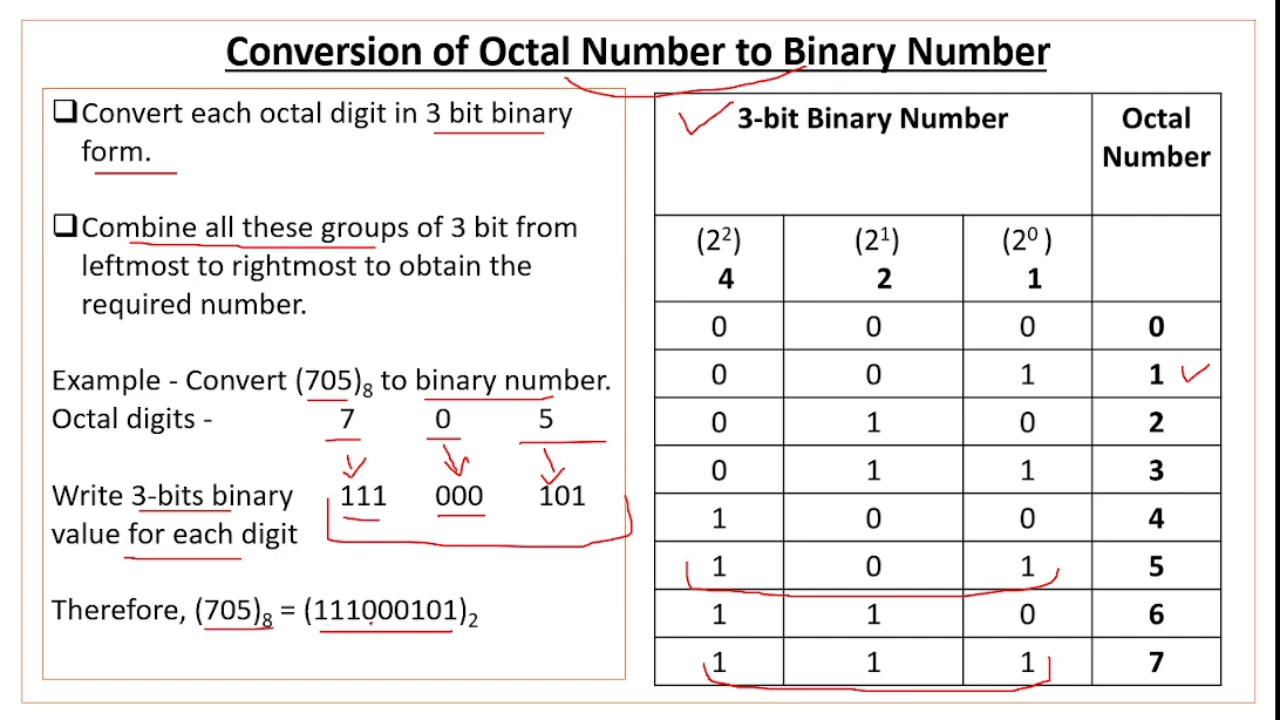 Conversion of Octal Number to Binary Number
❑Convert each octal digit in 3 bit binary
form.
❑Combine all these groups of 3 bit from
leftmost to rightmost to obtain the
required number.
Example - Convert (705)₈ to binary number.
Octal digits - 7 0 5
Write 3-bits binary 111 000 101
value for each digit
Therefore, (705)₈ = (111000101)₂
3-bit Binary Number Octal
Number
(2²) (2¹) (2⁰ )
4 2 1
0 0 0 0
0 0 1 1
0 1 0 2
0 1 1 3
1 0 0 4
1 0 1 5
1 1 0 6
1 1 1 7